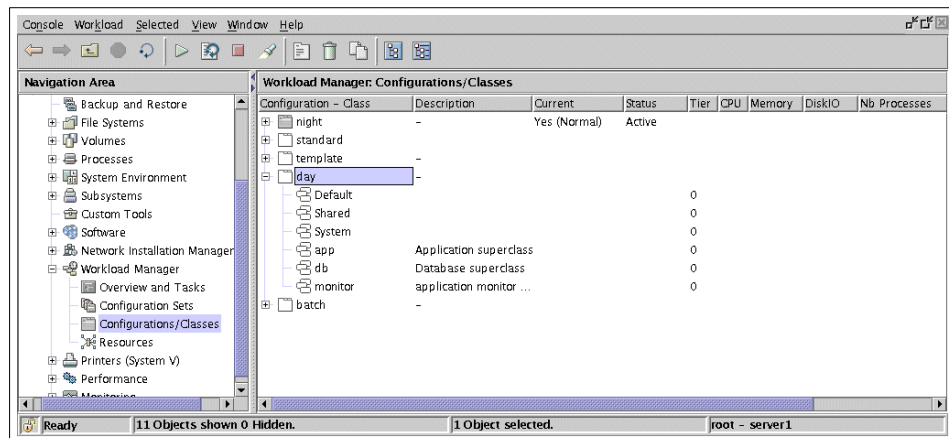 Console Workload Selected View Window Help
Navigation Area
Workload Manager: Configurations/Classes
Backup and Restore
File Systems
Volumes
Processes
System Environment
Subsystems
Custom Tools
Software
Network Installation Manager
Workload Manager
Overview and Tasks
Configuration Sets
Configurations/Classes
Resources
Printers (System V)
Performance
Monitoring
Configuration - Class Description Current Status Tier CPU Memory DiskIO Nb Processes
night - Yes (Normal) Active
standard
template -
day -
Default 0
Shared 0
System 0
app Application superclass 0
db Database superclass 0
monitor application monitor ... 0
batch -
Ready 11 Objects shown 0 Hidden. 1 Object selected. root - server1